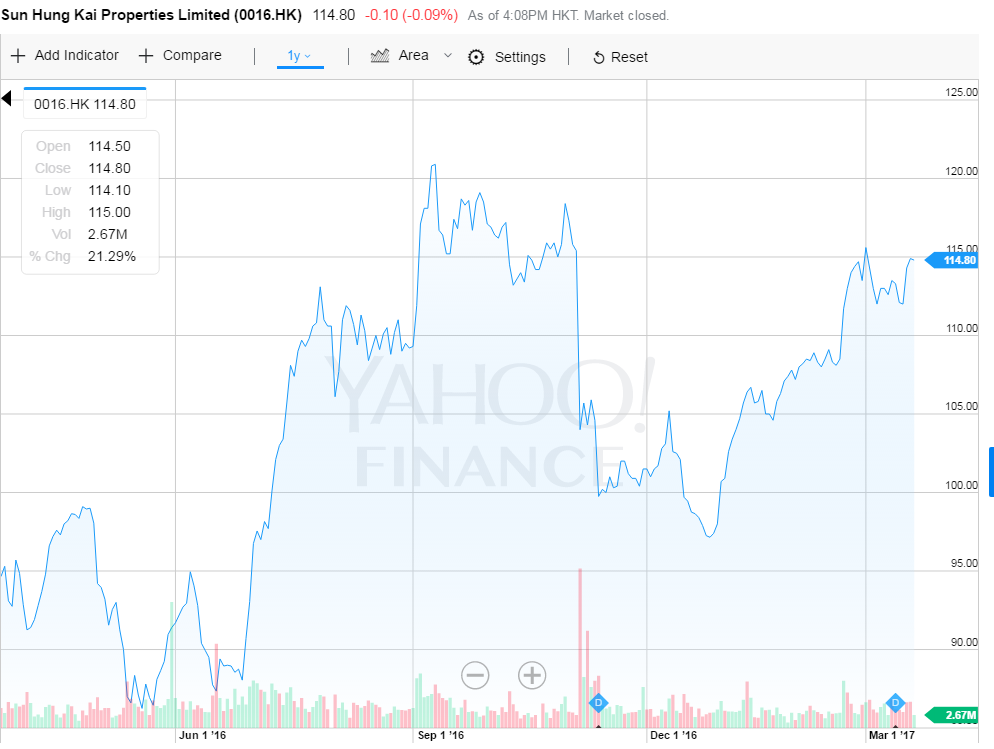 Sun Hung Kai Properties Limited (0016.HK) 114.80 -0.10 (-0.09%) As of 4:08PM HKT. Market closed.
+ Add Indicator + Compare | 1y | Area Settings | Reset
0016.HK 114.80
Open 114.50
Close 114.80
Low 114.10
High 115.00
Vol 2.67M
% Chg 21.29%
125.00
120.00
115.00
114.80
110.00
105.00
YAHOO!
FINANCE
100.00
95.00
90.00
D D
2.67M
Jun 1 '16 Sep 1 '16 Dec 1 '16 Mar 1 '17